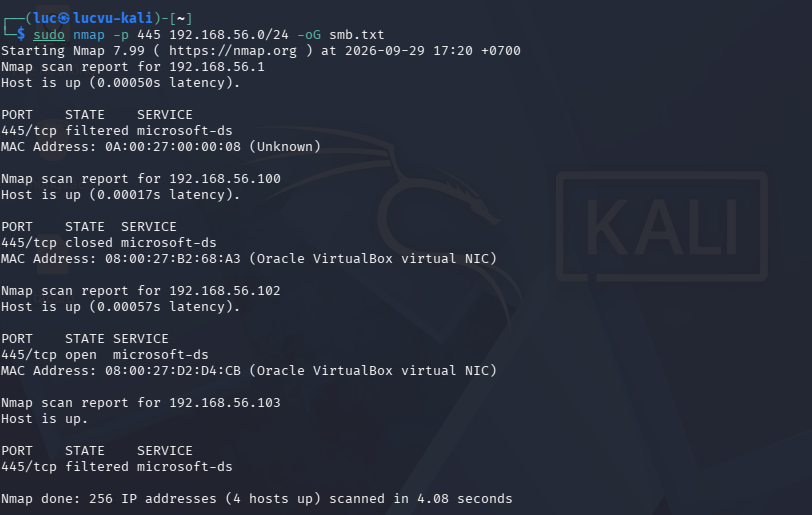 ┌──(luc㉿lucvu-kali)-[~]
└─$ sudo nmap -p 445 192.168.56.0/24 -oG smb.txt
Starting Nmap 7.99 ( https://nmap.org ) at 2026-09-29 17:20 +0700
Nmap scan report for 192.168.56.1
Host is up (0.00050s latency).

PORT    STATE    SERVICE
445/tcp filtered microsoft-ds
MAC Address: 0A:00:27:00:00:08 (Unknown)

Nmap scan report for 192.168.56.100
Host is up (0.00017s latency).

PORT    STATE  SERVICE
445/tcp closed microsoft-ds
MAC Address: 08:00:27:B2:68:A3 (Oracle VirtualBox virtual NIC)

Nmap scan report for 192.168.56.102
Host is up (0.00057s latency).

PORT    STATE SERVICE
445/tcp open  microsoft-ds
MAC Address: 08:00:27:D2:D4:CB (Oracle VirtualBox virtual NIC)

Nmap scan report for 192.168.56.103
Host is up.

PORT    STATE    SERVICE
445/tcp filtered microsoft-ds

Nmap done: 256 IP addresses (4 hosts up) scanned in 4.08 seconds
KALI